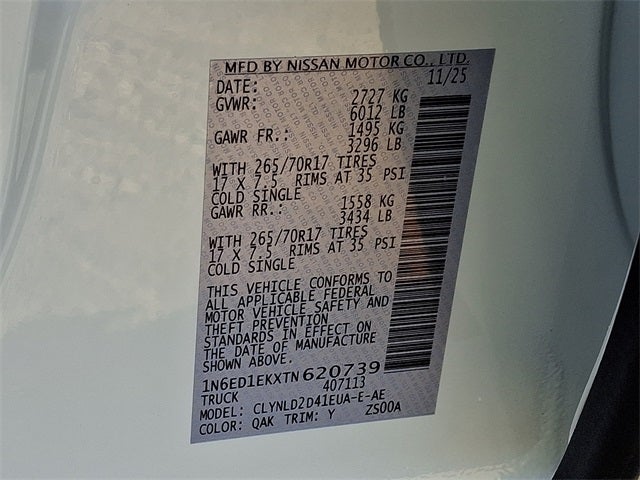 MFD BY NISSAN MOTOR CO., LTD.
DATE: 11/25
GVWR: 2727 KG
6012 LB
GAWR FR.: 1495 KG
3296 LB
WITH 265/70R17 TIRES
17 X 7.5 RIMS AT 35 PSI
COLD SINGLE
GAWR RR.: 1558 KG
3434 LB
WITH 265/70R17 TIRES
17 X 7.5 RIMS AT 35 PSI
COLD SINGLE
THIS VEHICLE CONFORMS TO
ALL APPLICABLE FEDERAL
MOTOR VEHICLE SAFETY AND
THEFT PREVENTION
STANDARDS IN EFFECT ON
THE DATE OF MANUFACTURE
SHOWN ABOVE.
1N6ED1EKXTN620739
TRUCK 407113
MODEL: CLYNLD2D41EUA-E-AE
COLOR: QAK TRIM: Y ZS00A